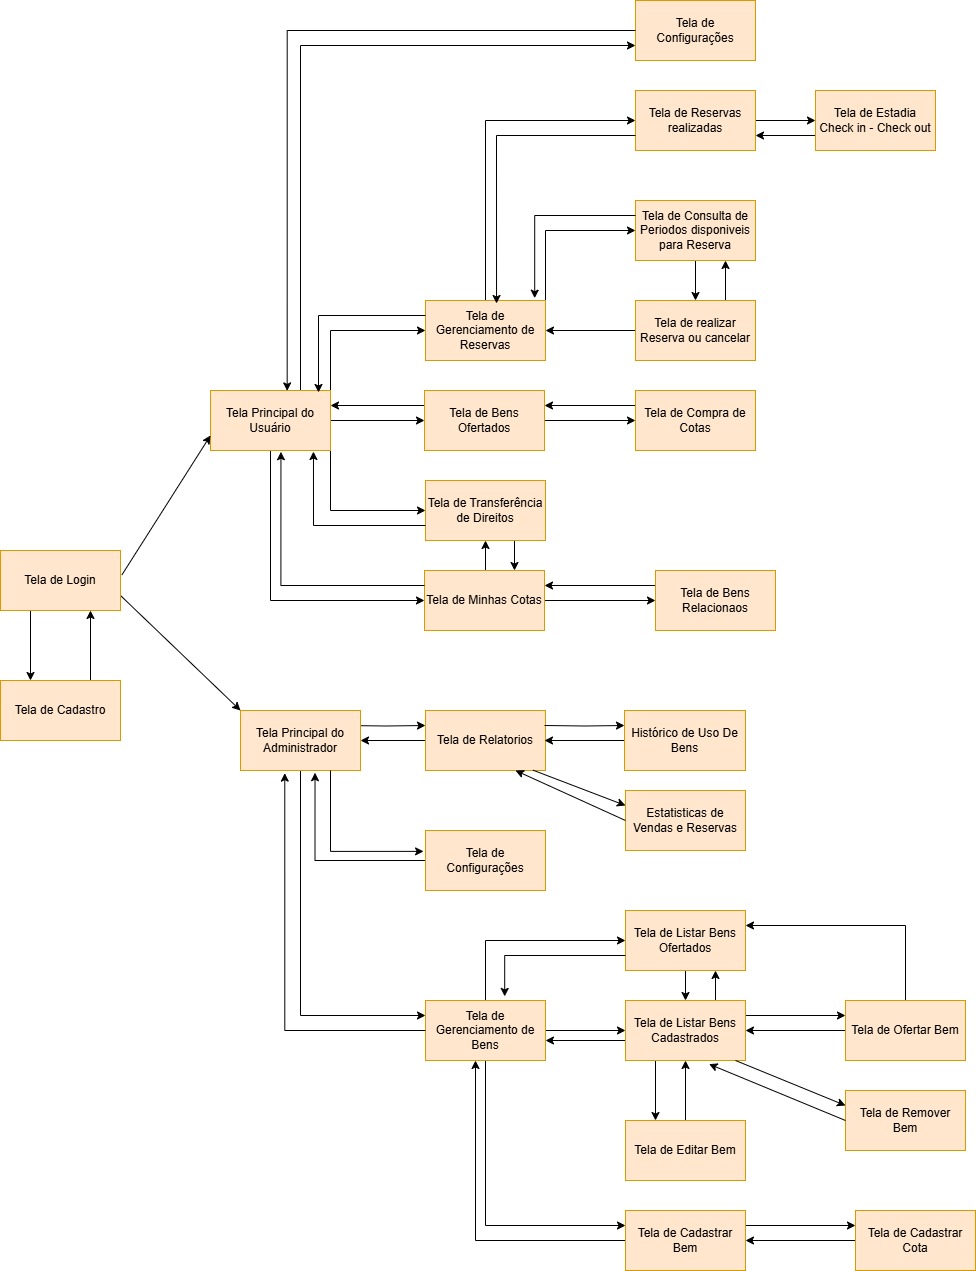 Tela de
Configurações
Tela de Reservas
realizadas
Tela de Estadia
Check in - Check out
Tela de Consulta de
Periodos disponiveis
para Reserva
Tela de
Gerenciamento de
Reservas
Tela de realizar
Reserva ou cancelar
Tela Principal do
Usuário
Tela de Bens
Ofertados
Tela de Compra de
Cotas
Tela de Transferência
de Direitos
Tela de Login
Tela de Minhas Cotas
Tela de Bens
Relacionaos
Tela de Cadastro
Tela Principal do
Administrador
Tela de Relatorios
Histórico de Uso De
Bens
Estatisticas de
Vendas e Reservas
Tela de
Configurações
Tela de Listar Bens
Ofertados
Tela de
Gerenciamento de
Bens
Tela de Listar Bens
Cadastrados
Tela de Ofertar Bem
Tela de Remover
Bem
Tela de Editar Bem
Tela de Cadastrar
Bem
Tela de Cadastrar
Cota